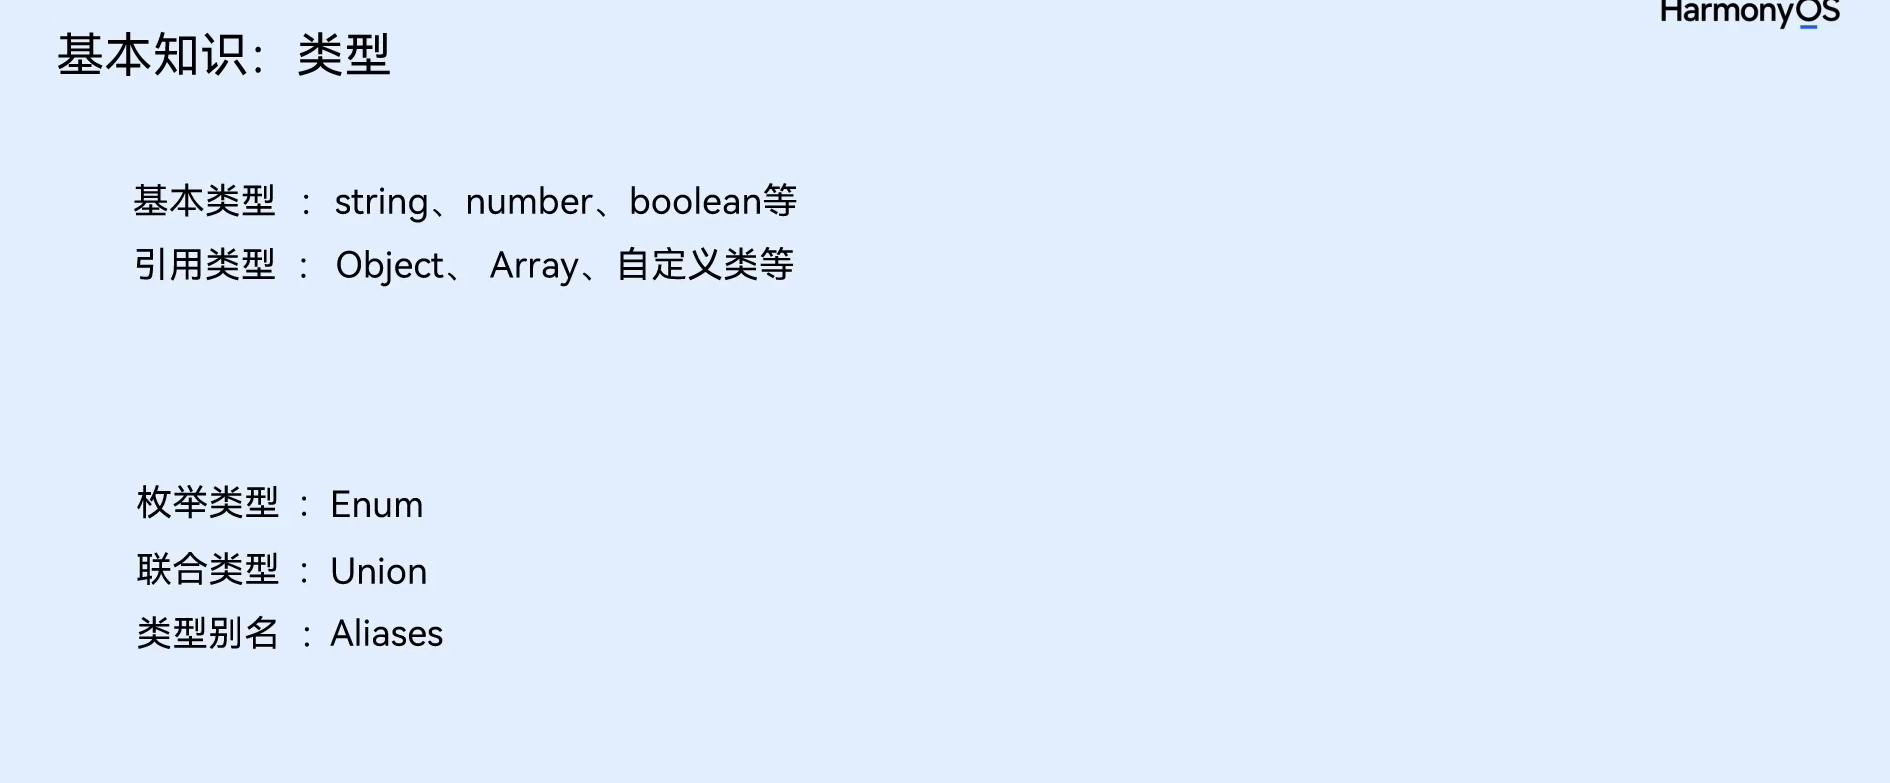 HarmonyOS
基本知识：类型
基本类型 ：string、number、boolean等
引用类型 ： Object、 Array、自定义类等
枚举类型 ：Enum
联合类型 ：Union
类型别名 ：Aliases